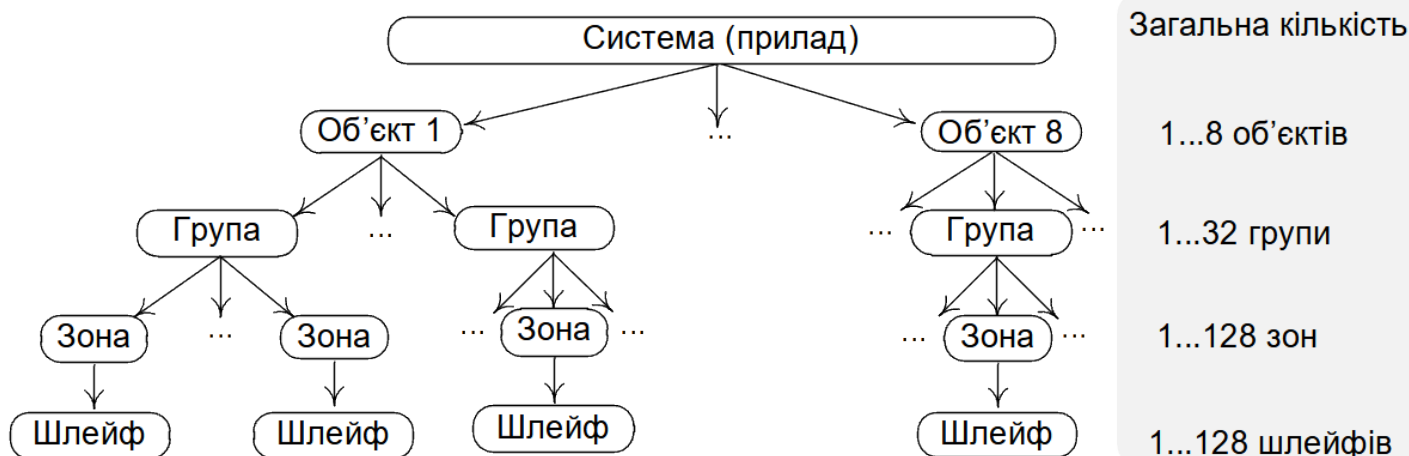 Система (прилад)
Загальна кількість
Об’єкт 1
...
Об’єкт 8
1...8 об’єктів
Група
...
Група
...
Група
...
1...32 групи
Зона
...
Зона
...
Зона
...
...
Зона
...
1...128 зон
Шлейф
Шлейф
Шлейф
Шлейф
1...128 шлейфів